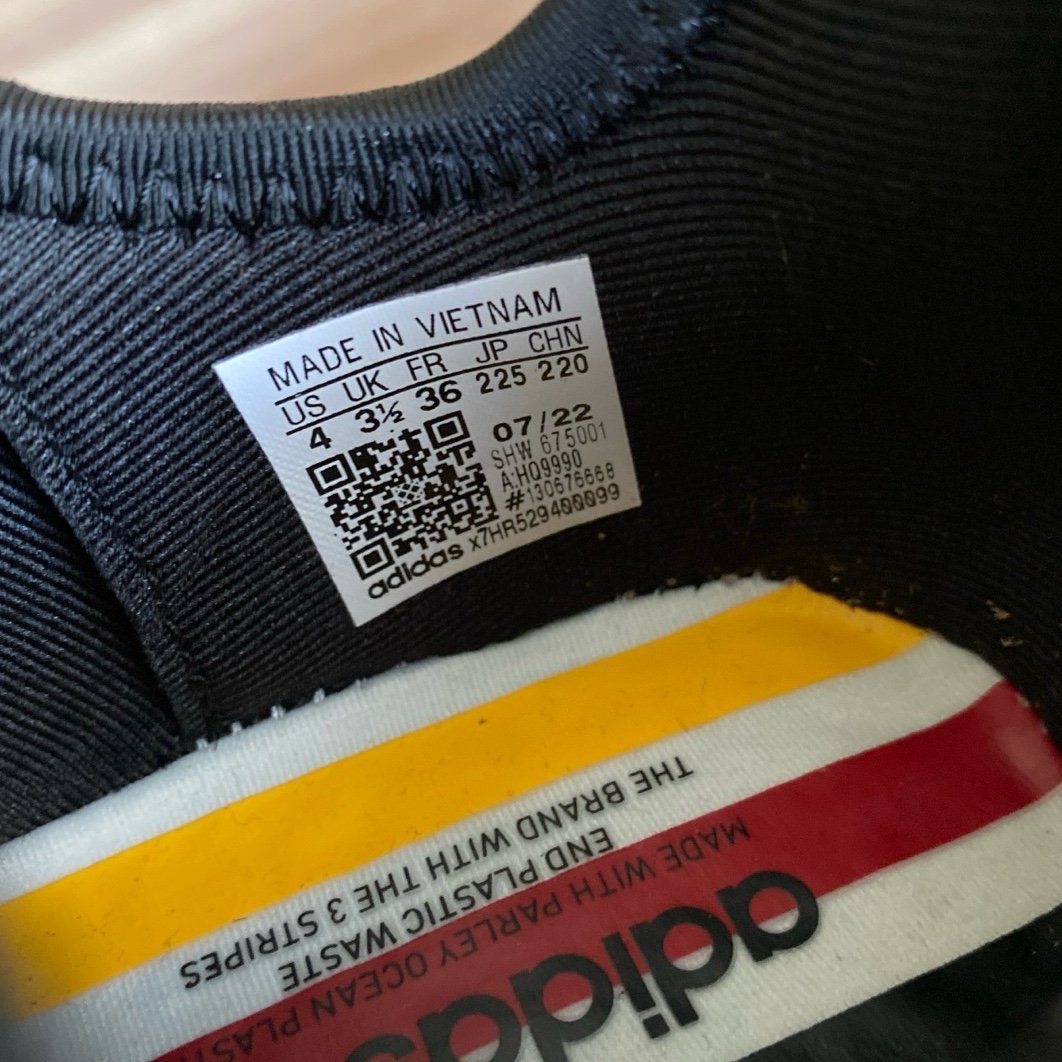 MADE IN VIETNAM
US UK FR JP CHN
4 3½ 36 225 220
07/22
SHW 675001
A:HQ9990
#130676668
adidas x7HR529400099
adidas
MADE WITH PARLEY OCEAN
END PLASTIC WASTE
THE BRAND WITH THE 3 STRIPES